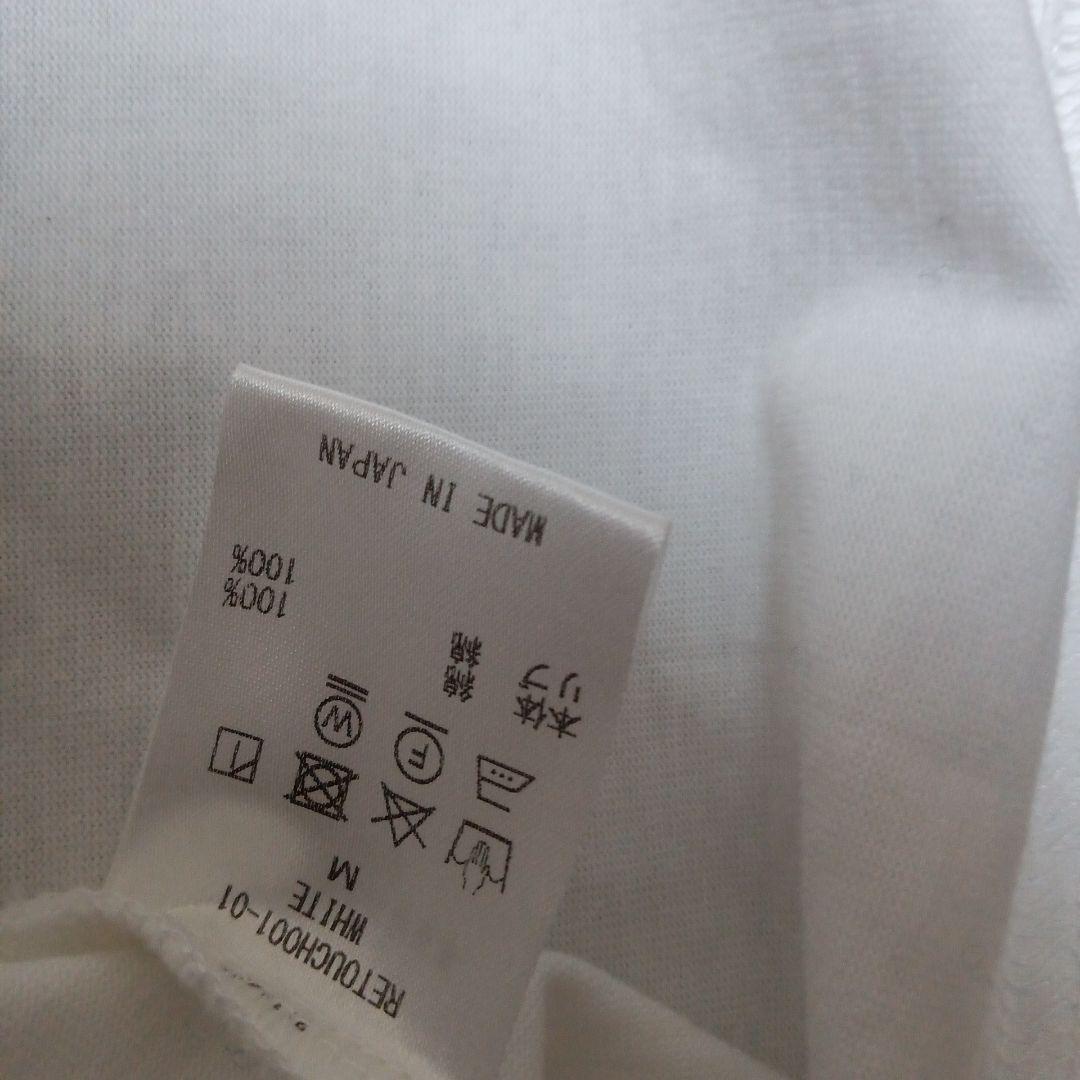 RETOUCH001-01
WHITE
M
W
F
本体 綿 100%
リブ 綿 100%
MADE IN JAPAN